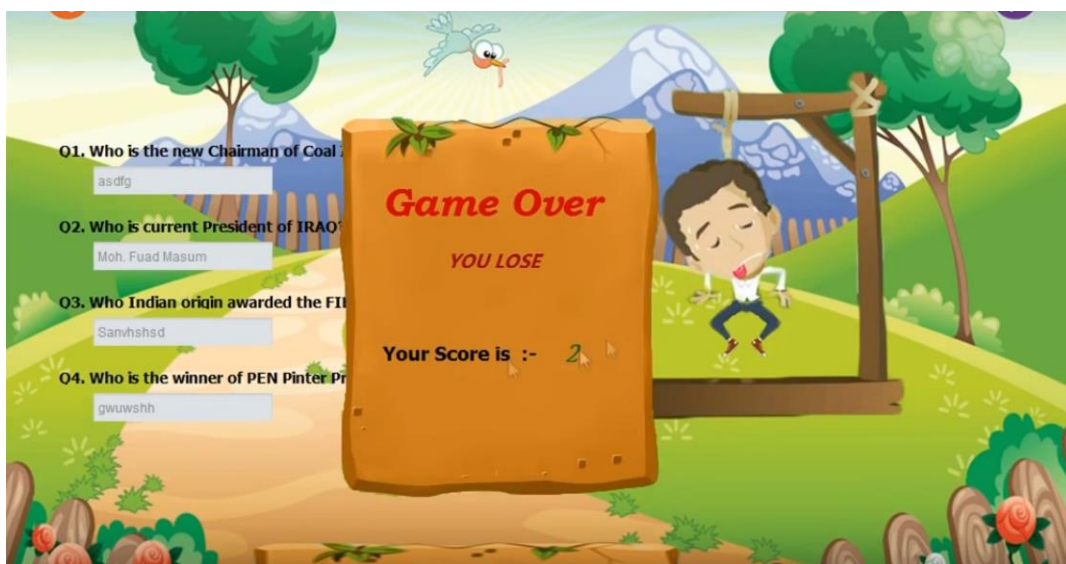 Q1. Who is the new Chairman of Coal
asdfg
Q2. Who is current President of IRAQ?
Moh. Fuad Masum
Q3. Who Indian origin awarded the
Sanvhshsd
Q4. Who is the winner of PEN Pinter
gwuwshh
Game Over
YOU LOSE
Your Score is :- 2